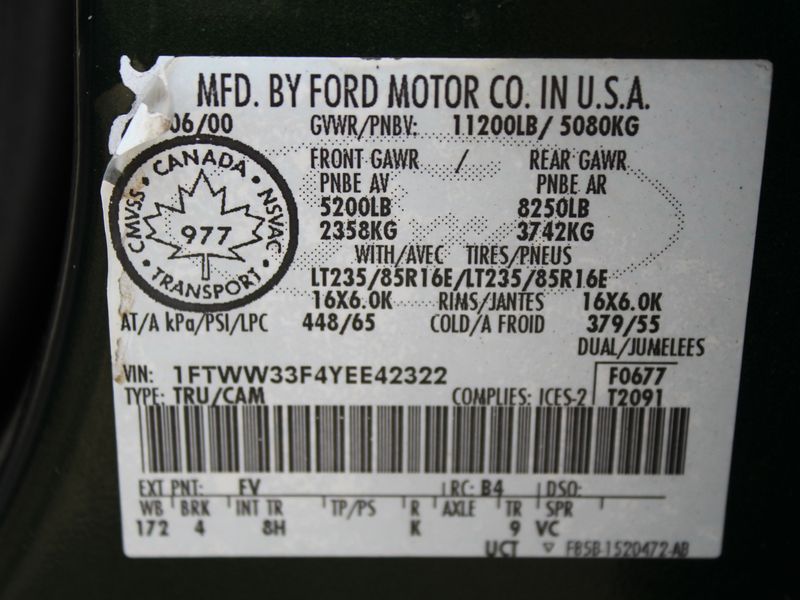 MFD. BY FORD MOTOR CO. IN U.S.A.
06/00 GVWR/PNBV: 11200LB/ 5080KG
FRONT GAWR / REAR GAWR
PNBE AV PNBE AR
5200LB 8250LB
2358KG 3742KG
WITH/AVEC TIRES/PNEUS
LT235/85R16E/LT235/85R16E
16X6.0K RIMS/JANTES 16X6.0K
AT/A kPa/PSI/LPC 448/65 COLD/A FROID 379/55
DUAL/JUMELEES
CANADA
CMVSS • NSVAC
977
• TRANSPORT •
VIN: 1FTWW33F4YEE42322 F0677
TYPE: TRU/CAM COMPLIES: ICES-2 T2091
EXT PNT: FV RC: B4 DSO:
WB BRK INT TR TP/PS R AXLE TR SPR
172 4 8H K 9 VC
UCT ▽ F85B-1520472-AB